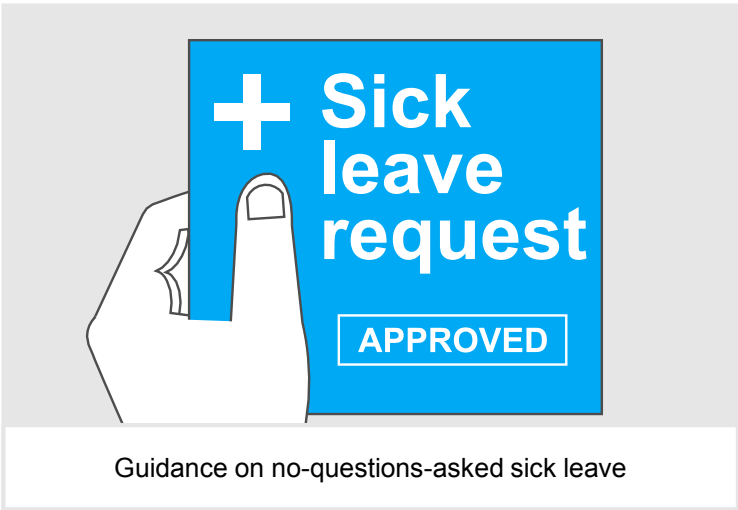 Sick
leave
request
APPROVED
Guidance on no-questions-asked sick leave